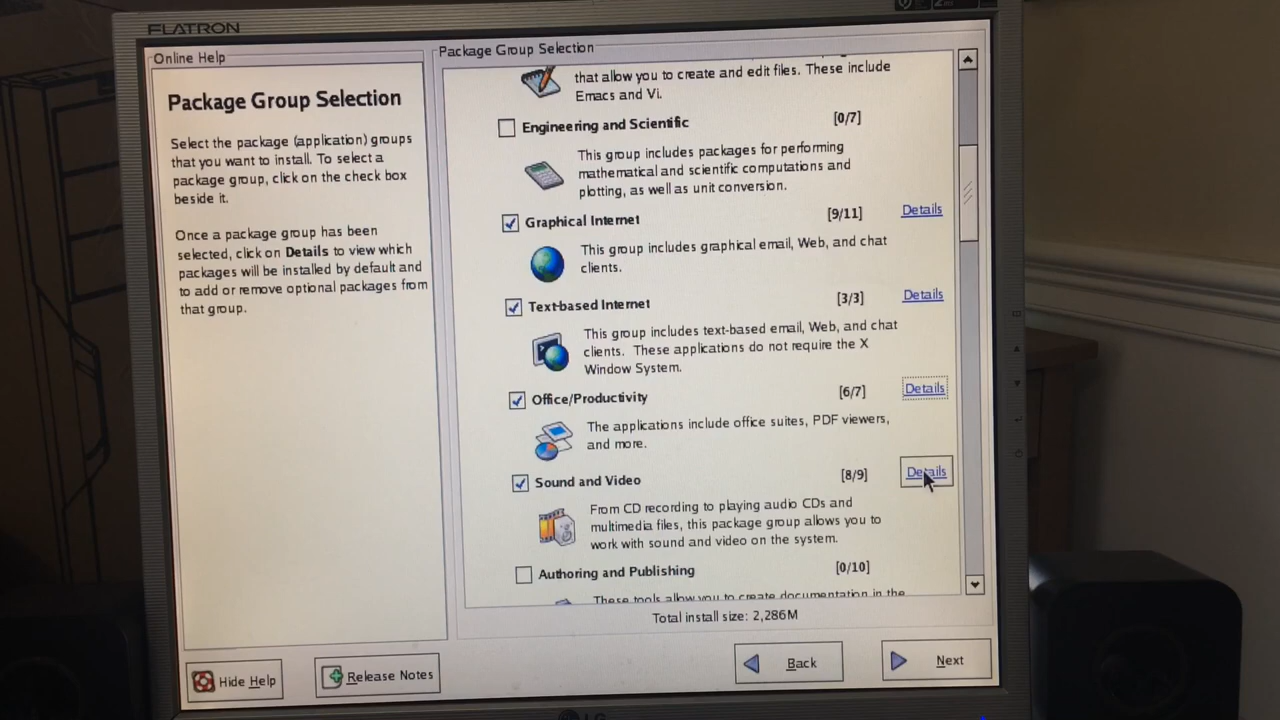 FLATRON
Online Help
Package Group Selection
Select the package (application) groups
that you want to install. To select a
package group, click on the check box
beside it.
Once a package group has been
selected, click on Details to view which
packages will be installed by default and
to add or remove optional packages from
that group.
Package Group Selection
that allow you to create and edit files. These include
Emacs and Vi.
Engineering and Scientific [0/7]
This group includes packages for performing
mathematical and scientific computations and
plotting, as well as unit conversion.
Graphical Internet [9/11] Details
This group includes graphical email, Web, and chat
clients.
Text-based Internet [3/3] Details
This group includes text-based email, Web, and chat
clients. These applications do not require the X
Window System.
Office/Productivity [6/7] Details
The applications include office suites, PDF viewers,
and more.
Sound and Video [8/9] Details
From CD recording to playing audio CDs and
multimedia files, this package group allows you to
work with sound and video on the system.
Authoring and Publishing [0/10]
These tools allow you to create documentation in the
Total install size: 2,286M
Hide Help
Release Notes
Back
Next
LG